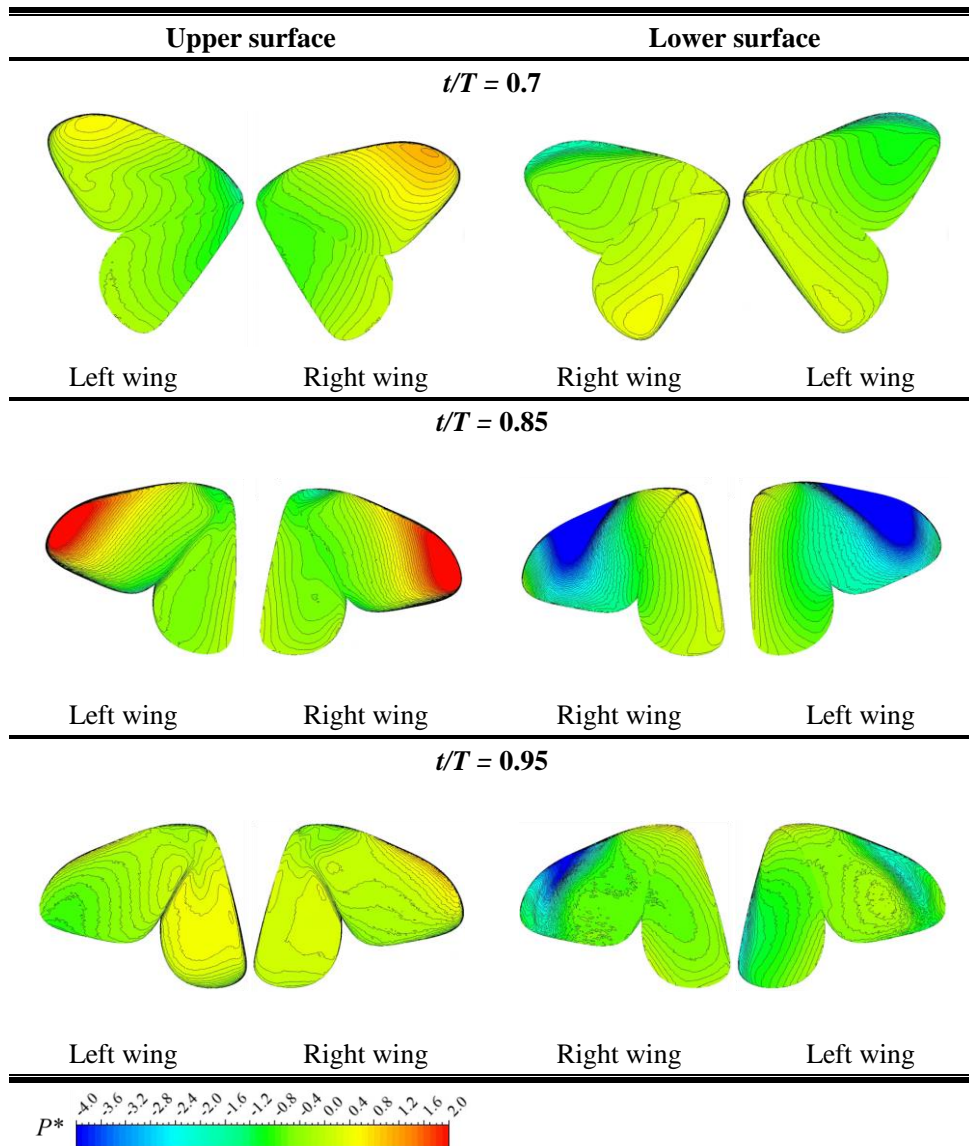 Upper surface Lower surface
t/T = 0.7
Left wing Right wing Right wing Left wing
t/T = 0.85
Left wing Right wing Right wing Left wing
t/T = 0.95
Left wing Right wing Right wing Left wing
-4.0 -3.6 -3.2 -2.8 -2.4 -2.0 -1.6 -1.2 -0.8 -0.4 0.0 0.4 0.8 1.2 1.6 2.0
P*